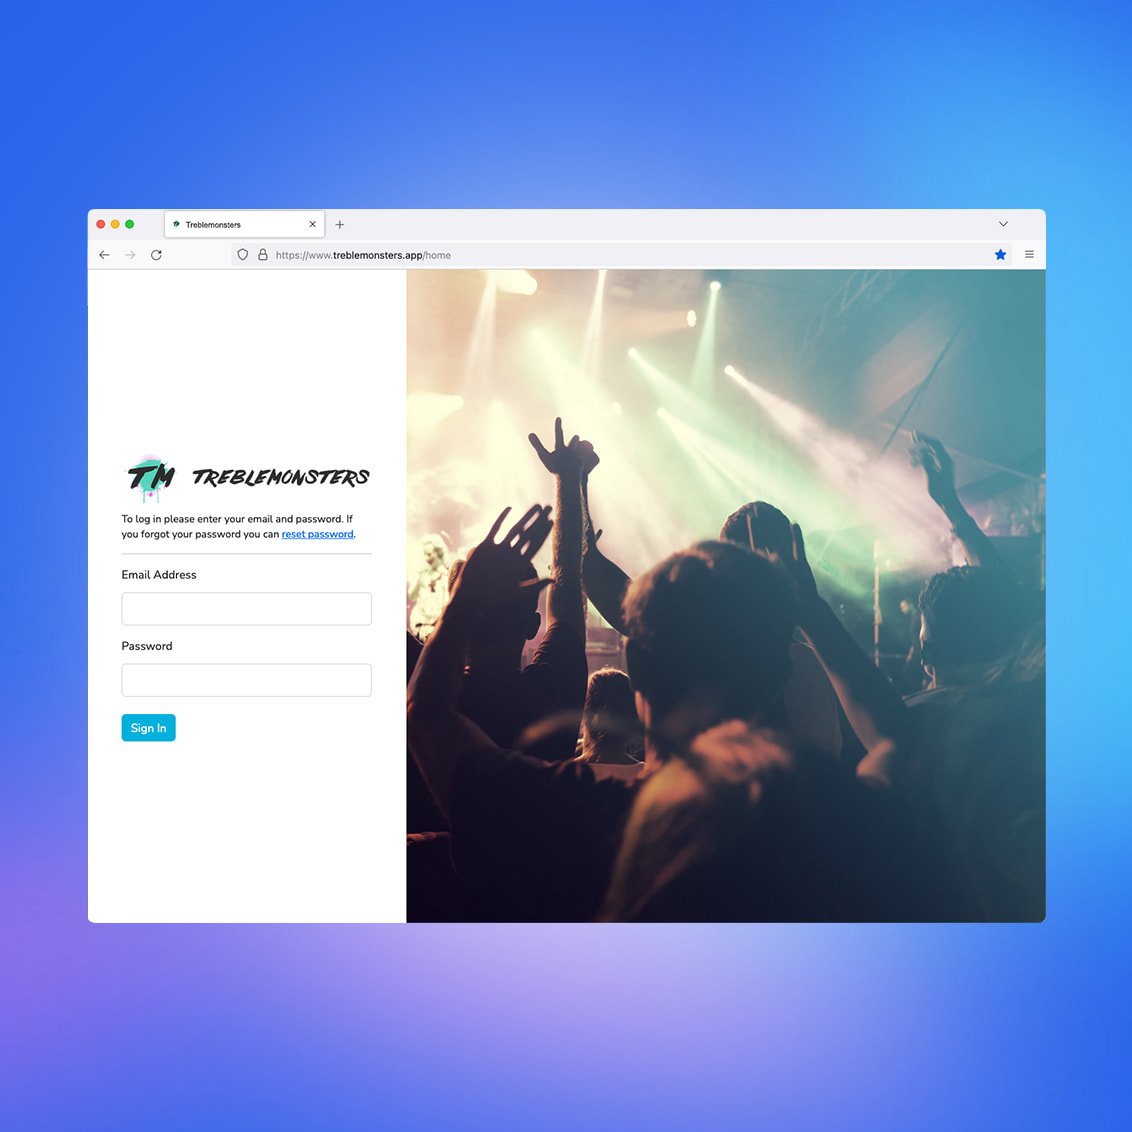 Treblemonsters
https://www.treblemonsters.app/home
TM TREBLEMONSTERS
To log in please enter your email and password. If
you forgot your password you can reset password.
Email Address
Password
Sign In